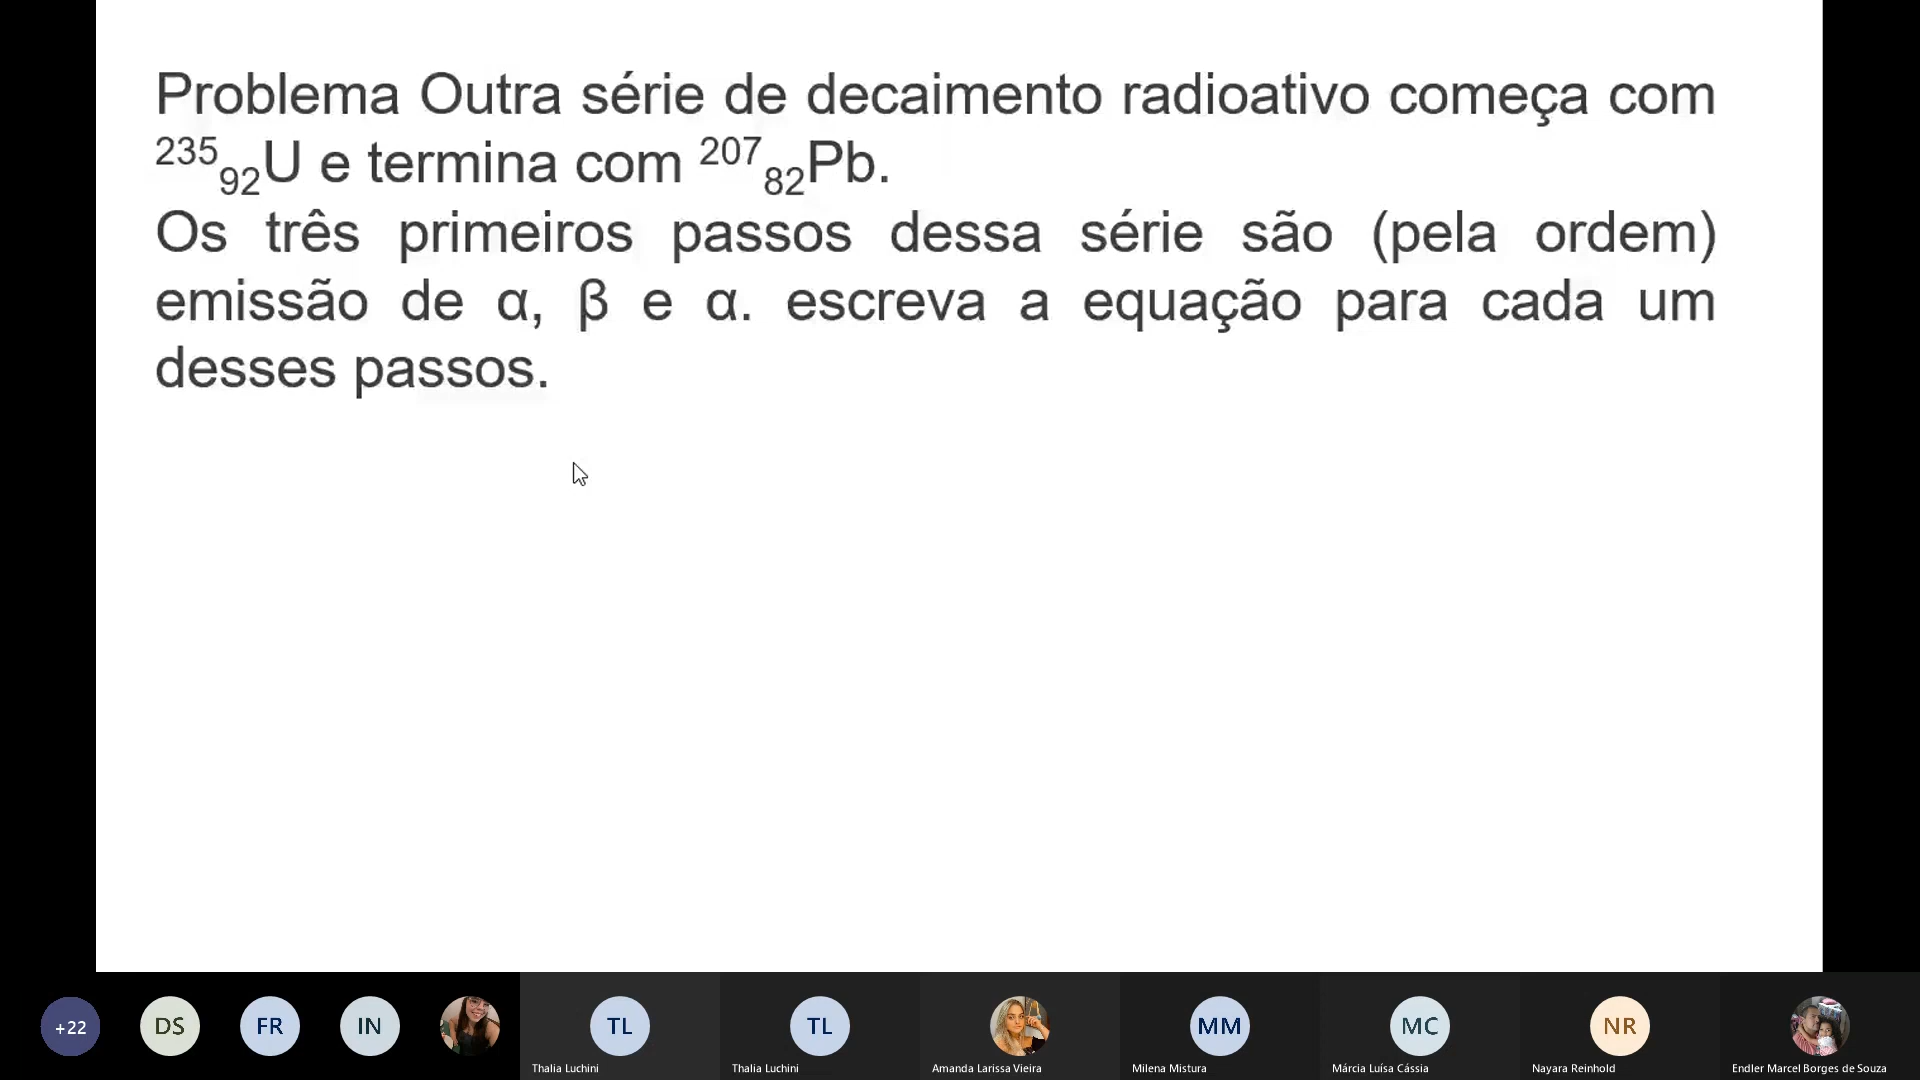 Problema Outra série de decaimento radioativo começa com
²³⁵₉₂U e termina com ²⁰⁷₈₂Pb.
Os três primeiros passos dessa série são (pela ordem)
emissão de α, β e α. escreva a equação para cada um
desses passos.
+22 DS FR IN TL TL MM MC NR
Thalia Luchini Thalia Luchini Amanda Larissa Vieira Milena Mistura Márcia Luísa Cássia Nayara Reinhold Endler Marcel Borges de Souza